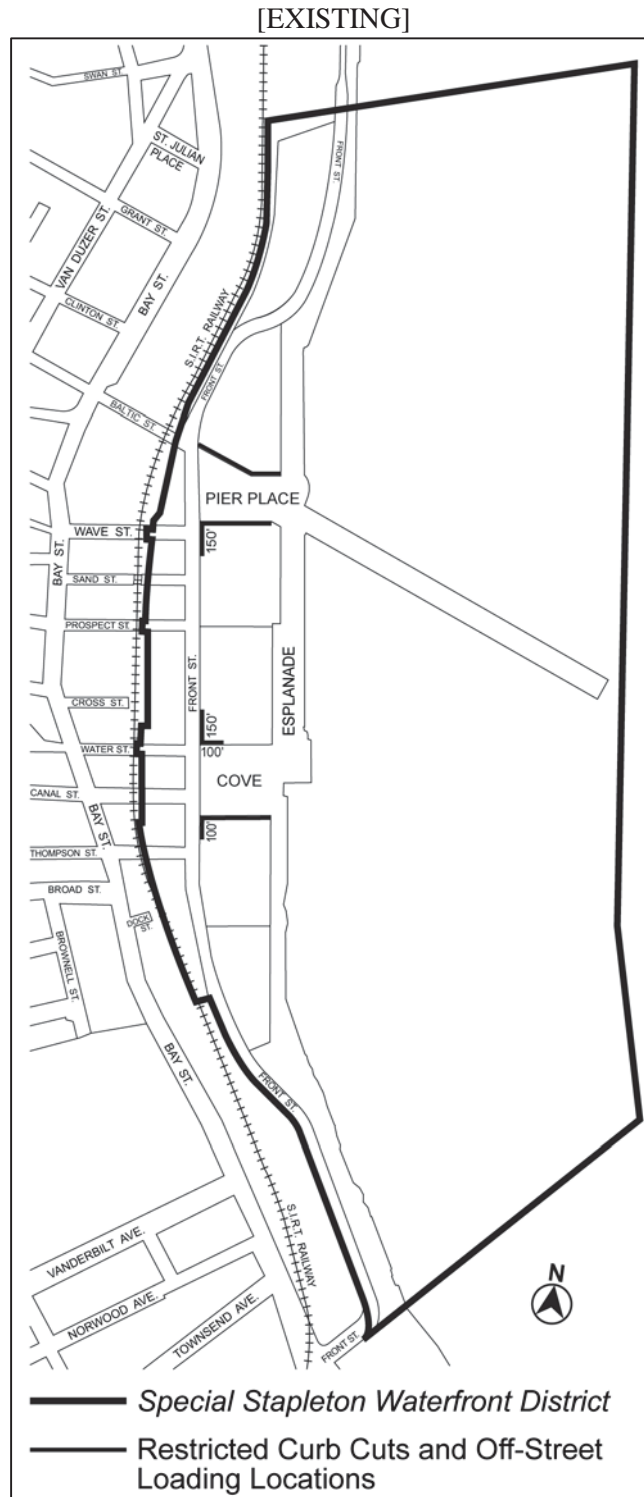 [EXISTING]
SWAN ST.
ST. JULIAN
PLACE
FRONT ST.
GRANT ST.
VAN DUZER ST.
BAY ST.
CLINTON ST.
S.I.R.T. RAILWAY
FRONT ST.
BALTIC ST.
PIER PLACE
WAVE ST.
150'
BAY ST.
SAND ST.
PROSPECT ST.
FRONT ST.
ESPLANADE
CROSS ST.
150'
WATER ST.
100'
COVE
CANAL ST.
BAY ST.
100'
THOMPSON ST.
BROAD ST.
DOCK
ST.
BROWNELL ST.
BAY ST.
FRONT ST.
S.I.R.T. RAILWAY
VANDERBILT AVE.
NORWOOD AVE.
TOWNSEND AVE.
FRONT ST.
N
Special Stapleton Waterfront District
Restricted Curb Cuts and Off-Street
Loading Locations